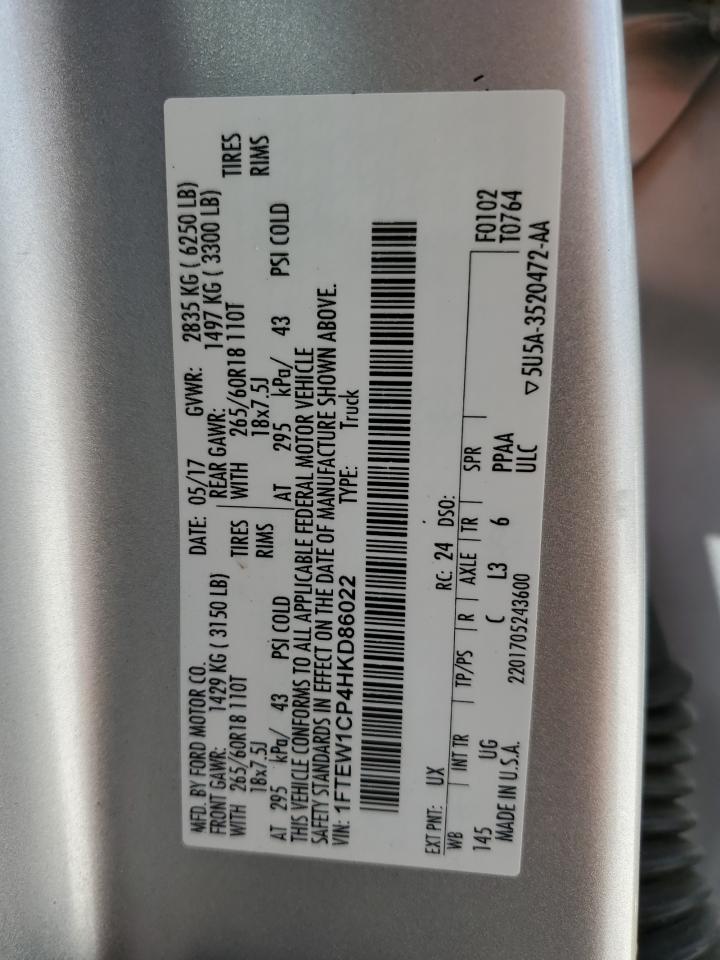 MFD. BY FORD MOTOR CO. DATE: 05/17 GVWR: 2835 KG ( 6250 LB)
FRONT GAWR: 1429 KG ( 3150 LB) REAR GAWR: 1497 KG ( 3300 LB)
WITH 265/60R18 110T TIRES WITH 265/60R18 110T TIRES
18x7.5J RIMS 18x7.5J RIMS
AT 295 kPa/ 43 PSI COLD AT 295 kPa/ 43 PSI COLD
THIS VEHICLE CONFORMS TO ALL APPLICABLE FEDERAL MOTOR VEHICLE
SAFETY STANDARDS IN EFFECT ON THE DATE OF MANUFACTURE SHOWN ABOVE.
VIN: 1FTEW1CP4HKD86022 TYPE: Truck
EXT PNT: UX RC: 24 DSO: F0102
WB INT TR TP/PS R AXLE TR SPR T0764
145 UG C L3 6 PPAA
MADE IN U.S.A. 2201705243600 ULC ▽5U5A-3520472-AA